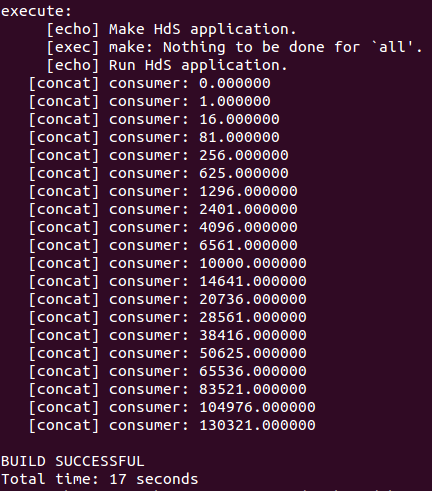 execute:
[echo] Make HdS application.
[exec] make: Nothing to be done for `all'.
[echo] Run HdS application.
[concat] consumer: 0.000000
[concat] consumer: 1.000000
[concat] consumer: 16.000000
[concat] consumer: 81.000000
[concat] consumer: 256.000000
[concat] consumer: 625.000000
[concat] consumer: 1296.000000
[concat] consumer: 2401.000000
[concat] consumer: 4096.000000
[concat] consumer: 6561.000000
[concat] consumer: 10000.000000
[concat] consumer: 14641.000000
[concat] consumer: 20736.000000
[concat] consumer: 28561.000000
[concat] consumer: 38416.000000
[concat] consumer: 50625.000000
[concat] consumer: 65536.000000
[concat] consumer: 83521.000000
[concat] consumer: 104976.000000
[concat] consumer: 130321.000000
BUILD SUCCESSFUL
Total time: 17 seconds